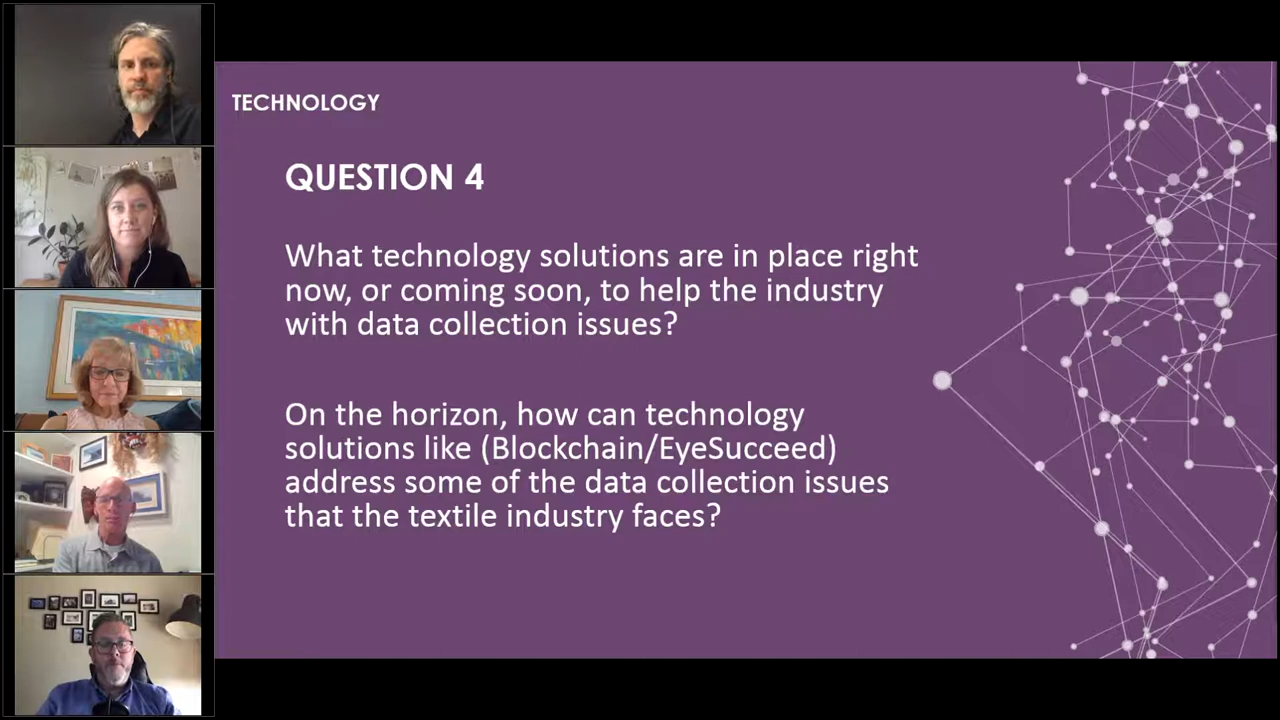 TECHNOLOGY
QUESTION 4
What technology solutions are in place right
now, or coming soon, to help the industry
with data collection issues?
On the horizon, how can technology
solutions like (Blockchain/EyeSucceed)
address some of the data collection issues
that the textile industry faces?